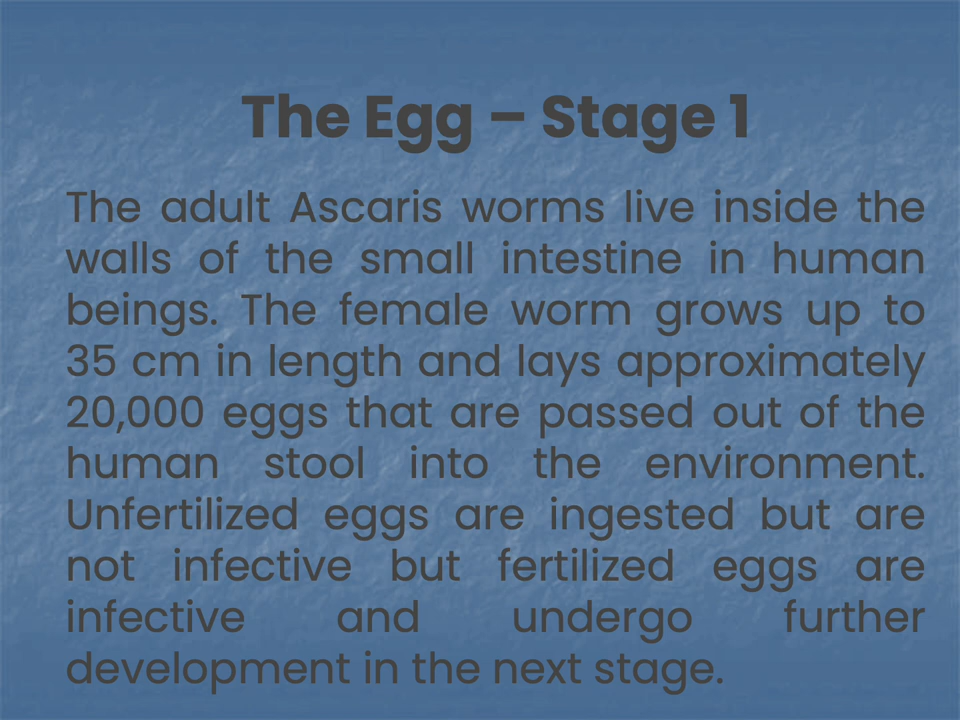 The Egg – Stage 1
The adult Ascaris worms live inside the
walls of the small intestine in human
beings. The female worm grows up to
35 cm in length and lays approximately
20,000 eggs that are passed out of the
human stool into the environment.
Unfertilized eggs are ingested but are
not infective but fertilized eggs are
infective and undergo further
development in the next stage.